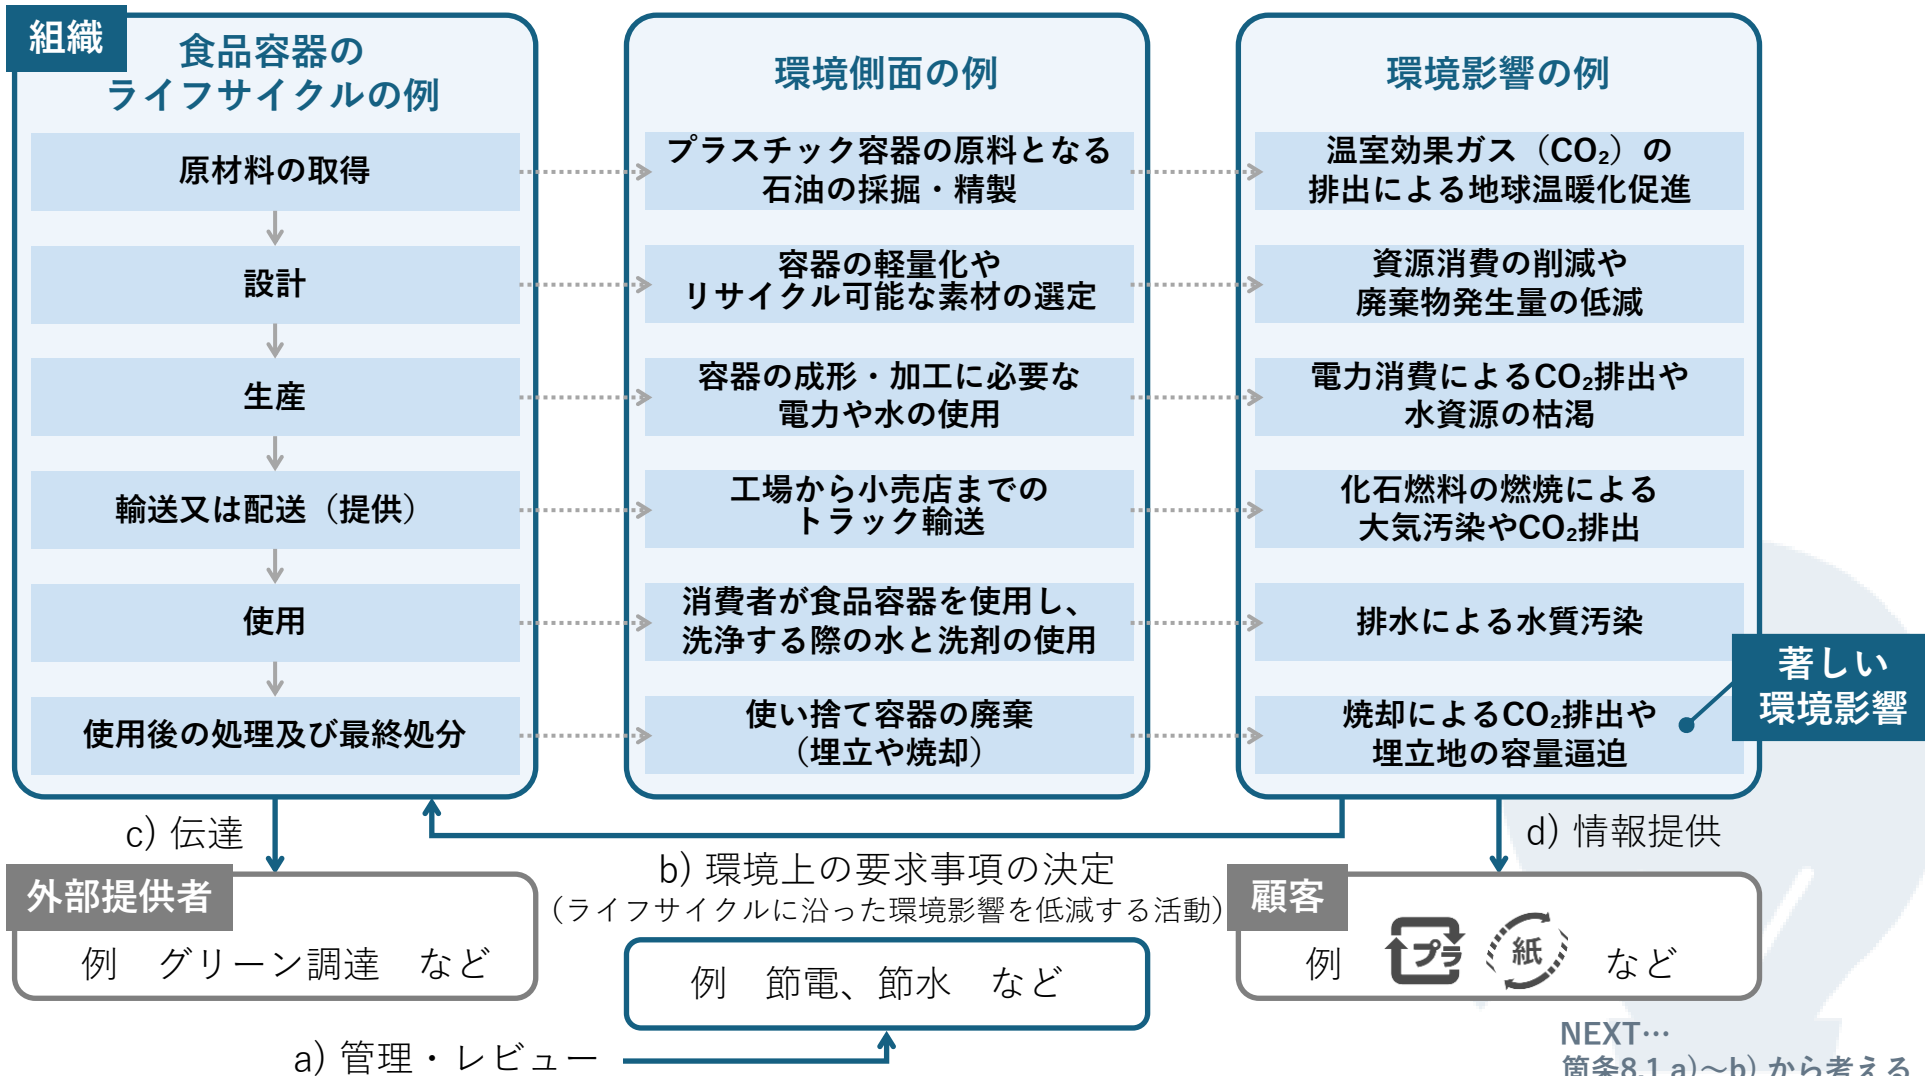 組織
食品容器の
ライフサイクルの例
原材料の取得
設計
生産
輸送又は配送（提供）
使用
使用後の処理及び最終処分
環境側面の例
プラスチック容器の原料となる
石油の採掘・精製
容器の軽量化や
リサイクル可能な素材の選定
容器の成形・加工に必要な
電力や水の使用
工場から小売店までの
トラック輸送
消費者が食品容器を使用し、
洗浄する際の水と洗剤の使用
使い捨て容器の廃棄
（埋立や焼却）
環境影響の例
温室効果ガス（CO₂）の
排出による地球温暖化促進
資源消費の削減や
廃棄物発生量の低減
電力消費によるCO₂排出や
水資源の枯渇
化石燃料の燃焼による
大気汚染やCO₂排出
排水による水質汚染
焼却によるCO₂排出や
埋立地の容量逼迫
著しい
環境影響
c) 伝達
外部提供者
例　グリーン調達　など
b) 環境上の要求事項の決定
（ライフサイクルに沿った環境影響を低減する活動）
例　節電、節水　など
a) 管理・レビュー
d) 情報提供
顧客
例 プラ 紙 など
NEXT…
箇条8.1 a)～b) から考える